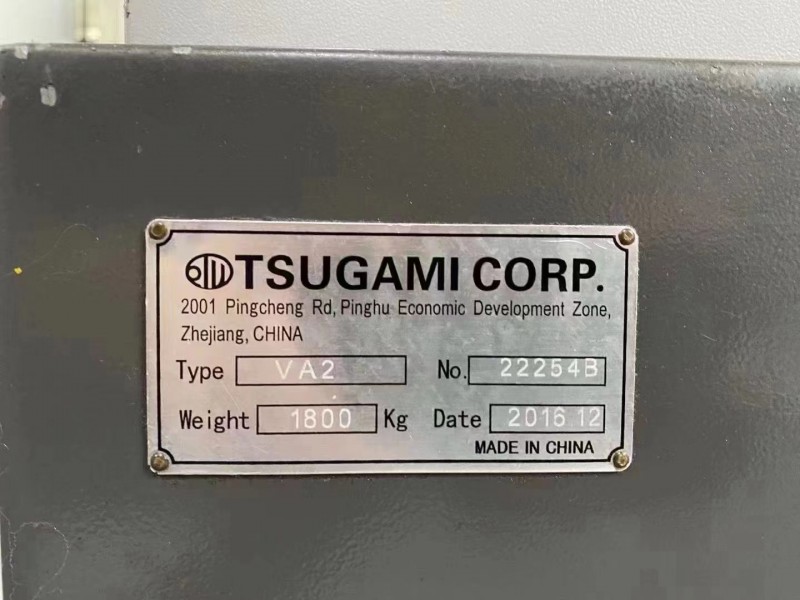 TSUGAMI CORP.
2001 Pingcheng Rd, Pinghu Economic Development Zone,
Zhejiang, CHINA
Type VA2 No. 22254B
Weight 1800 Kg Date 2016 12
MADE IN CHINA